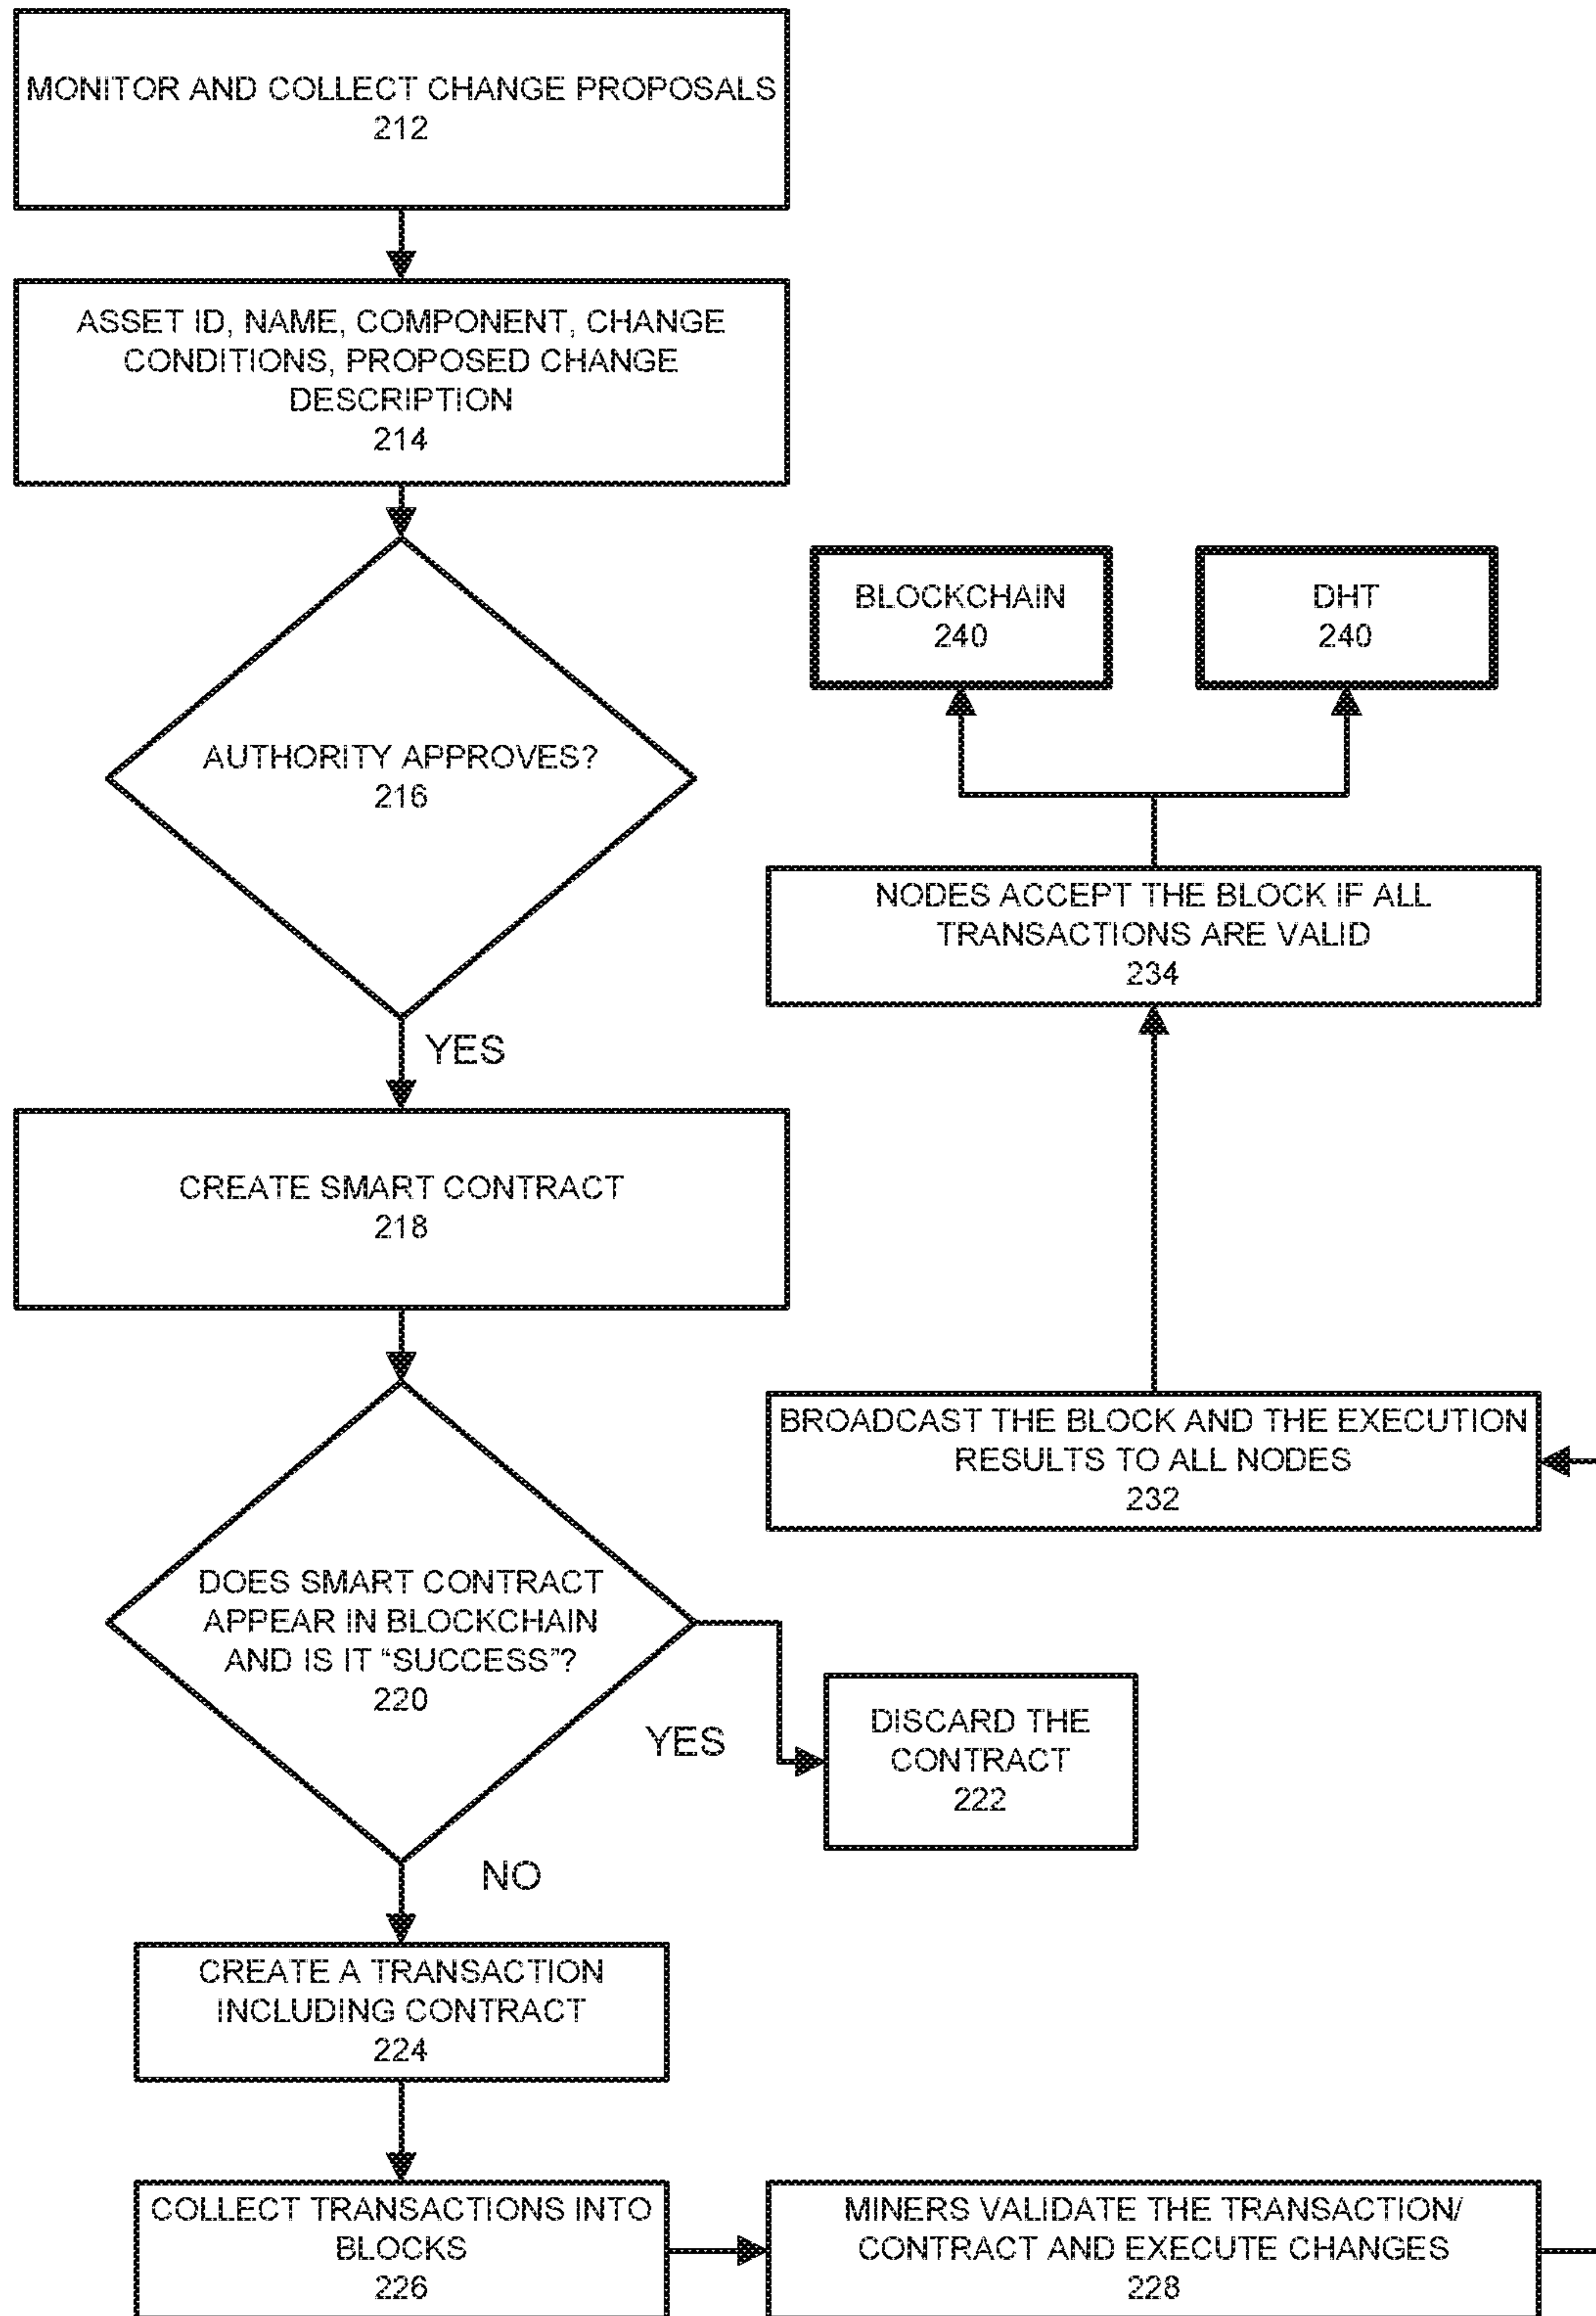 MONITOR AND COLLECT CHANGE PROPOSALS
212
ASSET ID, NAME, COMPONENT, CHANGE
CONDITIONS, PROPOSED CHANGE
DESCRIPTION
214
AUTHORITY APPROVES?
216
YES
CREATE SMART CONTRACT
218
DOES SMART CONTRACT
APPEAR IN BLOCKCHAIN
AND IS IT “SUCCESS”?
220
YES
DISCARD THE
CONTRACT
222
NO
CREATE A TRANSACTION
INCLUDING CONTRACT
224
COLLECT TRANSACTIONS INTO
BLOCKS
226
MINERS VALIDATE THE TRANSACTION/
CONTRACT AND EXECUTE CHANGES
228
BROADCAST THE BLOCK AND THE EXECUTION
RESULTS TO ALL NODES
232
NODES ACCEPT THE BLOCK IF ALL
TRANSACTIONS ARE VALID
234
BLOCKCHAIN
240
DHT
240